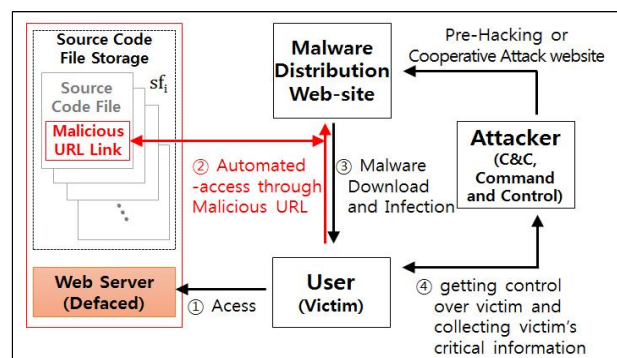 Source Code
File Storage
Source
Code File
sfi
Malicious
URL Link
Web Server
(Defaced)
Malware
Distribution
Web-site
Pre-Hacking or
Cooperative Attack website
Attacker
(C&C,
Command
and Control)
② Automated
-access through
Malicious URL
③ Malware
Download
and Infection
① Acess
User
(Victim)
④ getting control
over victim and
collecting victim's
critical information